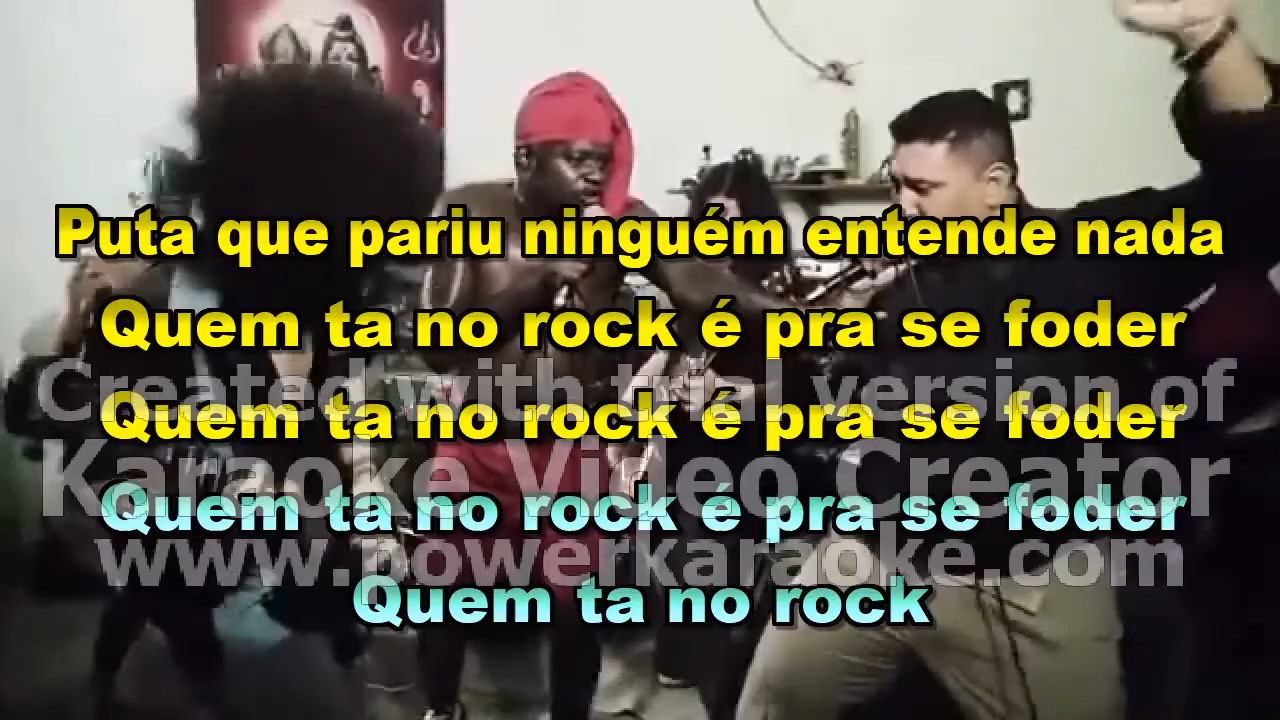 Puta que pariu ninguém entende nada
Quem ta no rock é pra se foder
Created with trial version of
Quem ta no rock é pra se foder
Karaoke Video Creator
Quem ta no rock é pra se foder
www.powerkaraoke.com
Quem ta no rock